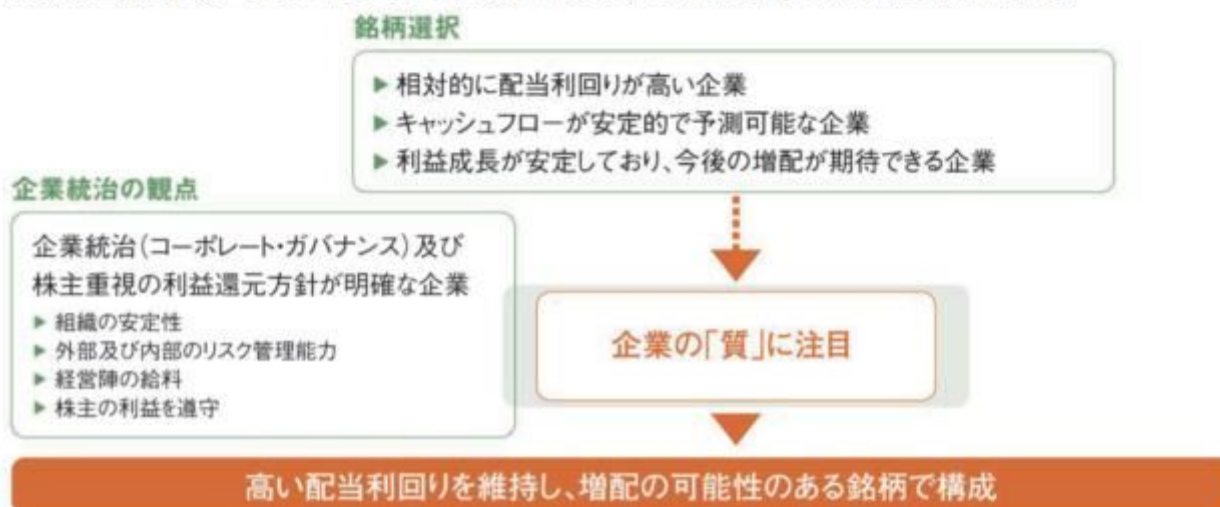 銘柄選択
▶ 相対的に配当利回りが高い企業
▶ キャッシュフローが安定的で予測可能な企業
▶ 利益成長が安定しており、今後の増配が期待できる企業
企業統治の観点
企業統治(コーポレート・ガバナンス)及び
株主重視の利益還元方針が明確な企業
▶ 組織の安定性
▶ 外部及び内部のリスク管理能力
▶ 経営陣の給料
▶ 株主の利益を遵守
企業の「質」に注目
高い配当利回りを維持し、増配の可能性のある銘柄で構成